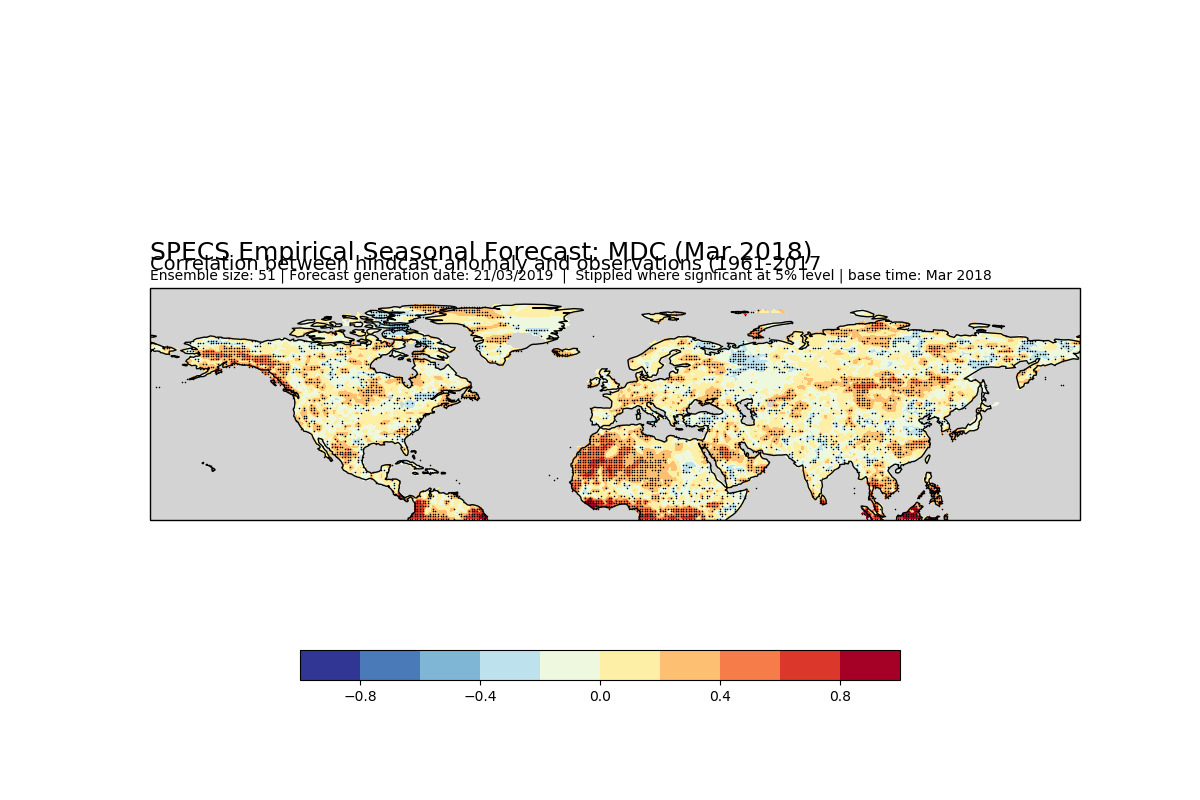 SPECS Empirical Seasonal Forecast: MDC (Mar 2018)
Correlation between hindcast anomaly and observations (1961-2017
Ensemble size: 51 | Forecast generation date: 21/03/2019 | Stippled where signficant at 5% level | base time: Mar 2018
−0.8 −0.4 0.0 0.4 0.8